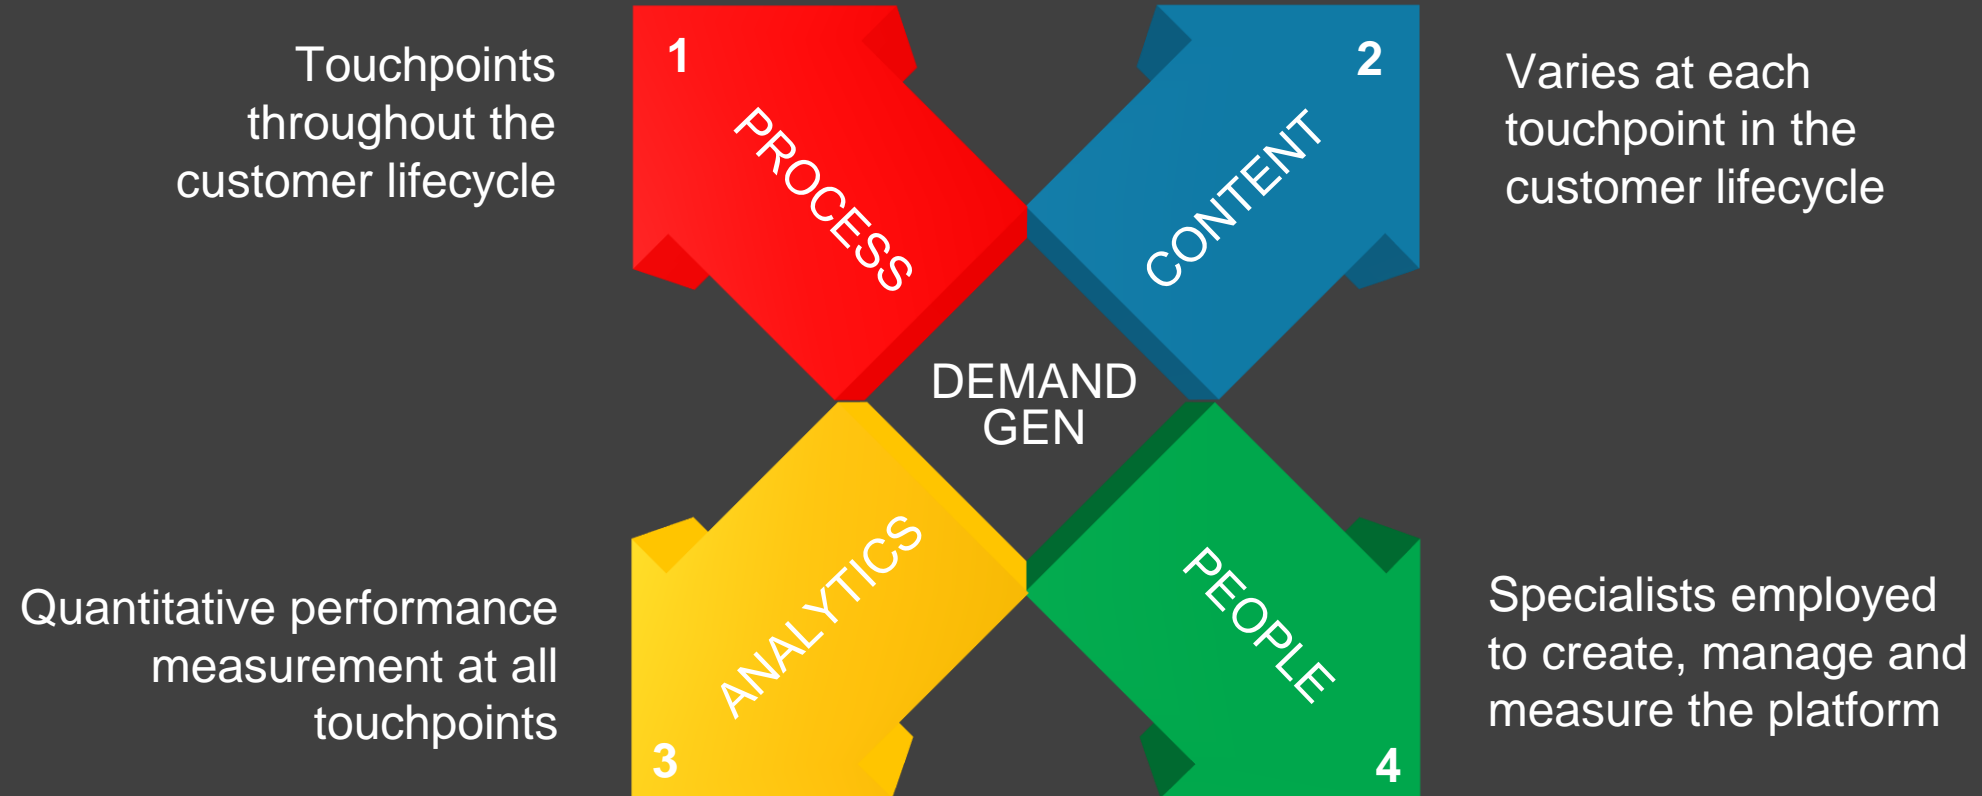 Touchpoints
throughout the
customer lifecycle
1
PROCESS
2
CONTENT
Varies at each
touchpoint in the
customer lifecycle
DEMAND
GEN
Quantitative performance
measurement at all
touchpoints
ANALYTICS
3
PEOPLE
4
Specialists employed
to create, manage and
measure the platform